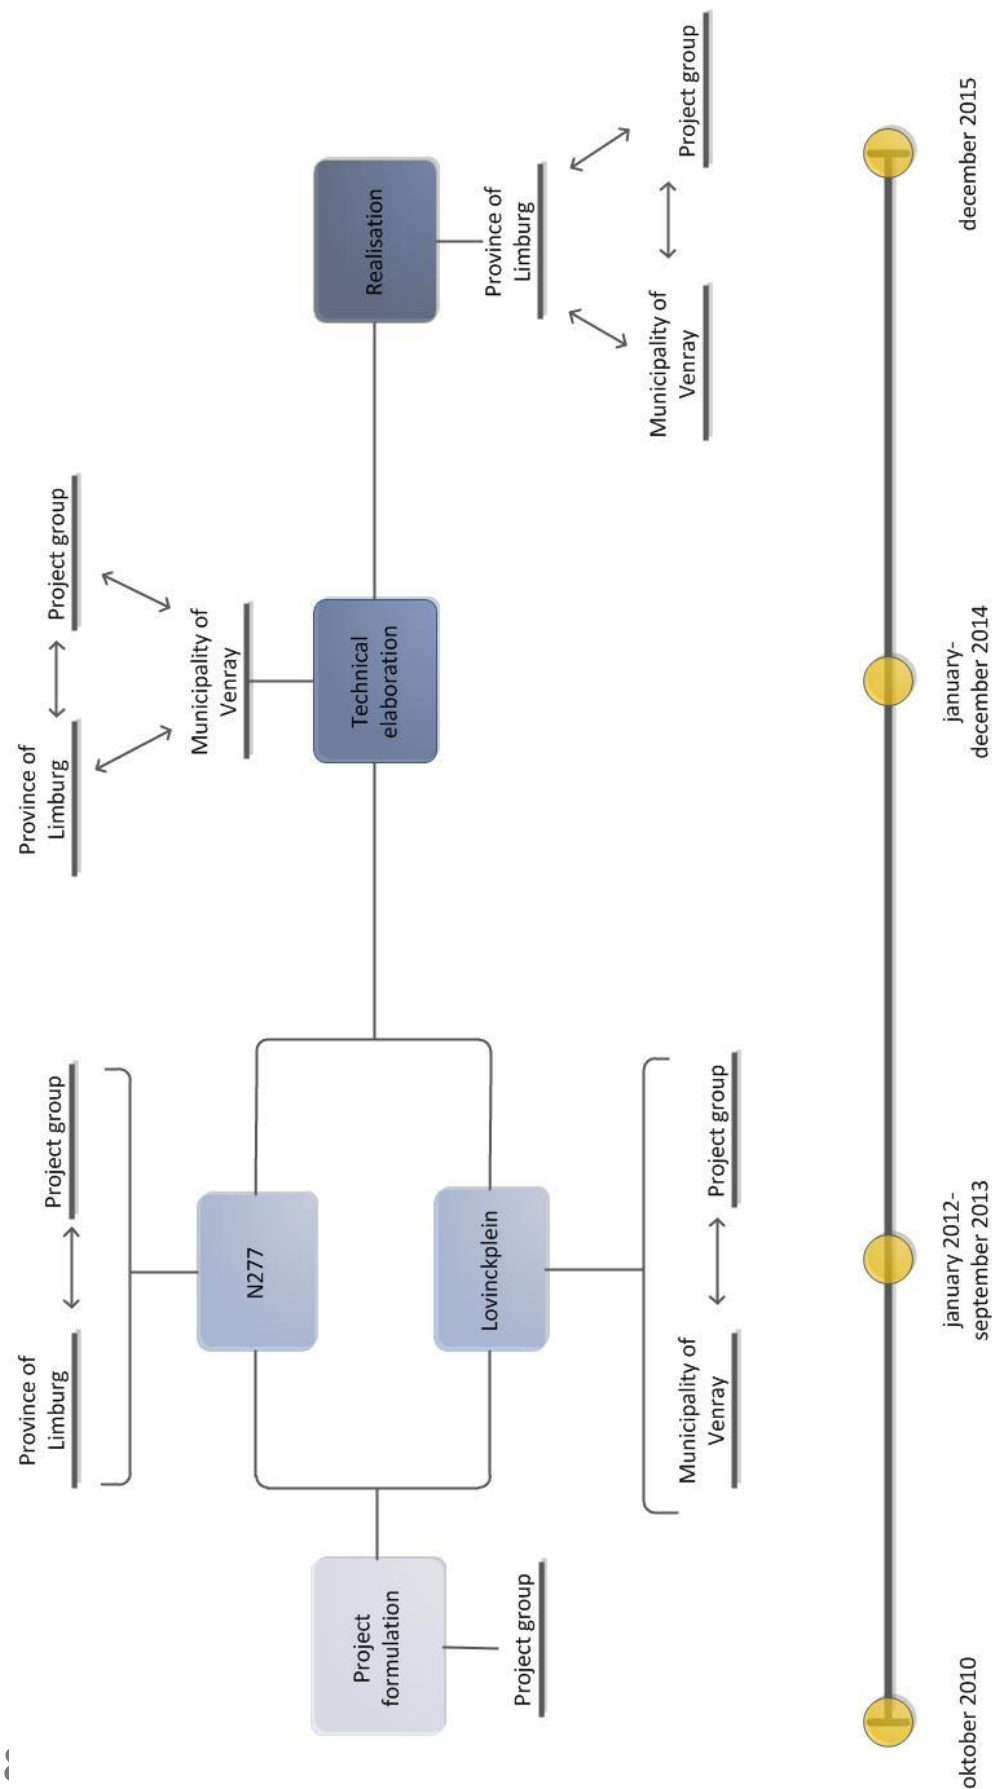 Province of
Limburg
Project group
Province of
Limburg
Project group
Municipality of
Venray
N277
Project
formulation
Technical
elaboration
Realisation
Lovinckplein
Project group
Province of
Limburg
Municipality of
Venray
Project group
Municipality of
Venray
Project group
oktober 2010
january 2012-
september 2013
january-
december 2014
december 2015